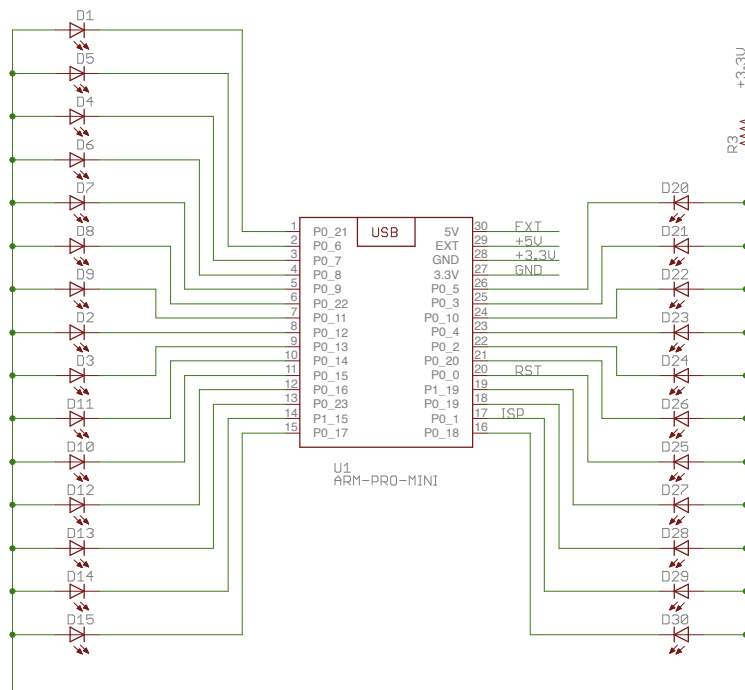 D1
D5
D4
D6
D7
D8
D9
D2
D3
D11
D10
D12
D13
D14
D15
USB
1 P0_21
2 P0_6
3 P0_7
4 P0_8
5 P0_9
6 P0_22
7 P0_11
8 P0_12
9 P0_13
10 P0_14
11 P0_15
12 P0_16
13 P0_23
14 P1_15
15 P0_17
5V 30 EXT
EXT 29 +5V
GND 28 +3.3V
3.3V 27 GND
P0_5 26
P0_3 25
P0_10 24
P0_4 23
P0_2 22
P0_20 21
P0_0 20 RST
P1_19 19
P0_19 18
P0_1 17 ISP
P0_18 16
U1
ARM-PRO-MINI
+3.3V
R3
D20
D21
D22
D23
D24
D26
D25
D27
D28
D29
D30